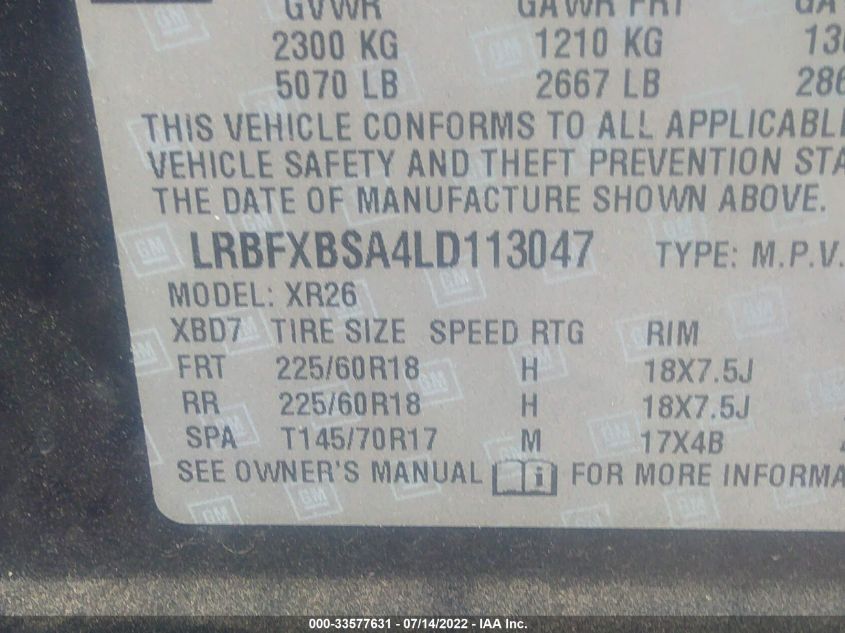 GVWR GAWR FRT GA
2300 KG 1210 KG
5070 LB 2667 LB
THIS VEHICLE CONFORMS TO ALL APPLICABL
VEHICLE SAFETY AND THEFT PREVENTION STA
THE DATE OF MANUFACTURE SHOWN ABOVE.
LRBFXBSA4LD113047 TYPE: M.P.V.
MODEL: XR26
XBD7 TIRE SIZE SPEED RTG RIM
FRT 225/60R18 H 18X7.5J
RR 225/60R18 H 18X7.5J
SPA T145/70R17 M 17X4B
SEE OWNER'S MANUAL i FOR MORE INFORMA
000-33577631 - 07/14/2022 - IAA Inc.